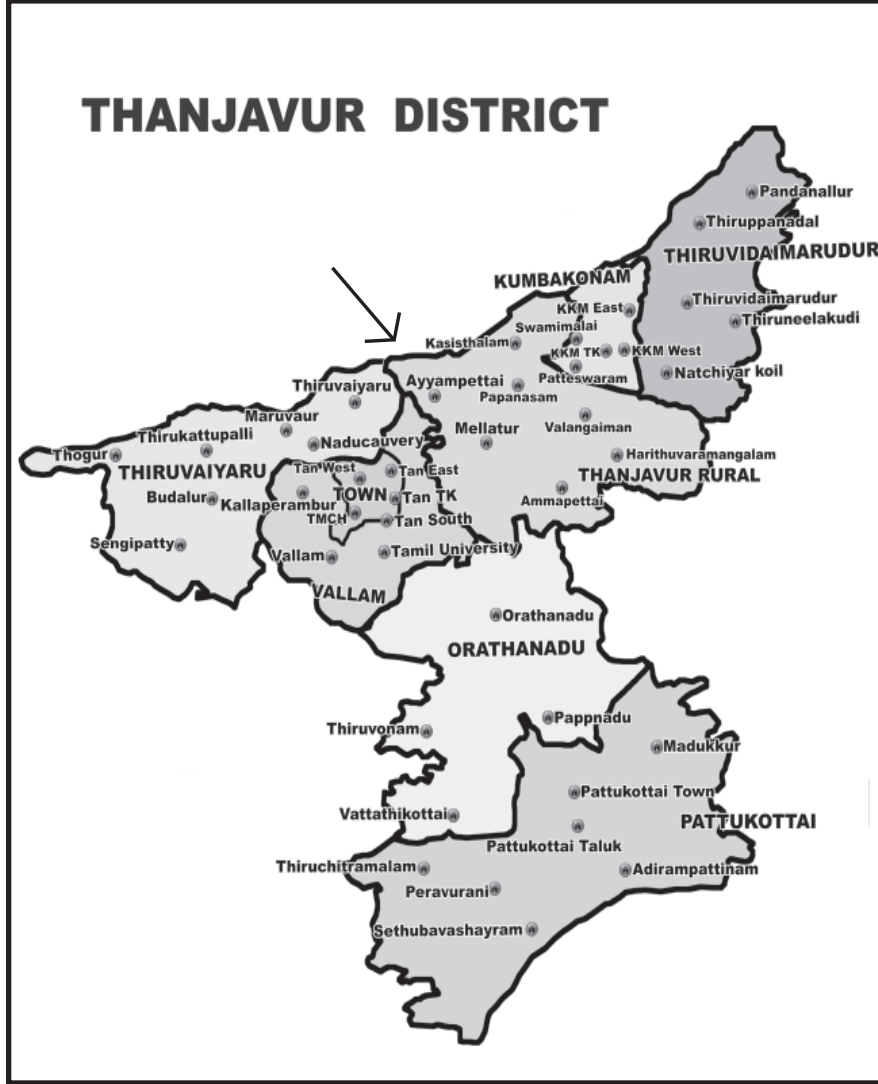 THANJAVUR DISTRICT
Pandanallur
Thiruppanadal
THIRUVIDAIMARUDUR
KUMBAKONAM
Thiruvidaimarudur
KKM East
Thiruneelakudi
Swamimalai
Kasisthalam
KKM TK
KKM West
Natchiyar koil
Patteswaram
Ayyampettai
Thiruvaiyaru
Papanasam
Maruvaur
Valangaiman
Mellatur
Thirukattupalli
Naducauvery
Thogur
Harithuvaramangalam
THIRUVAIYARU
Tan West
Tan East
THANJAVUR RURAL
Budalur
Kallaperambur
TOWN
Tan TK
Ammapettai
TMCH
Tan South
Sengipatty
Vallam
Tamil University
VALLAM
Orathanadu
ORATHANADU
Pappnadu
Thiruvonam
Madukkur
Pattukottai Town
Vattathikottai
PATTUKOTTAI
Pattukottai Taluk
Thiruchitramalam
Adirampattinam
Peravurani
Sethubavashayram